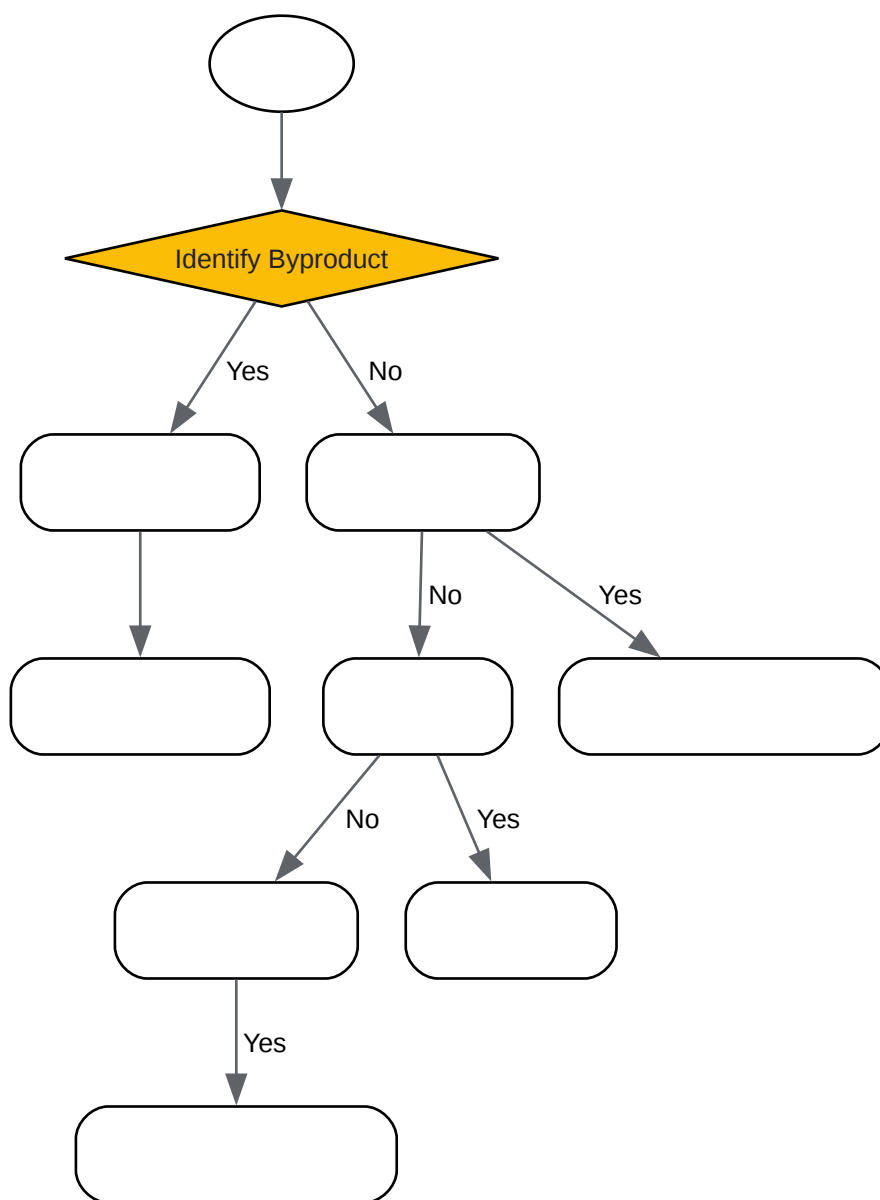 Identify Byproduct
Yes
No
No
Yes
No
Yes
Yes